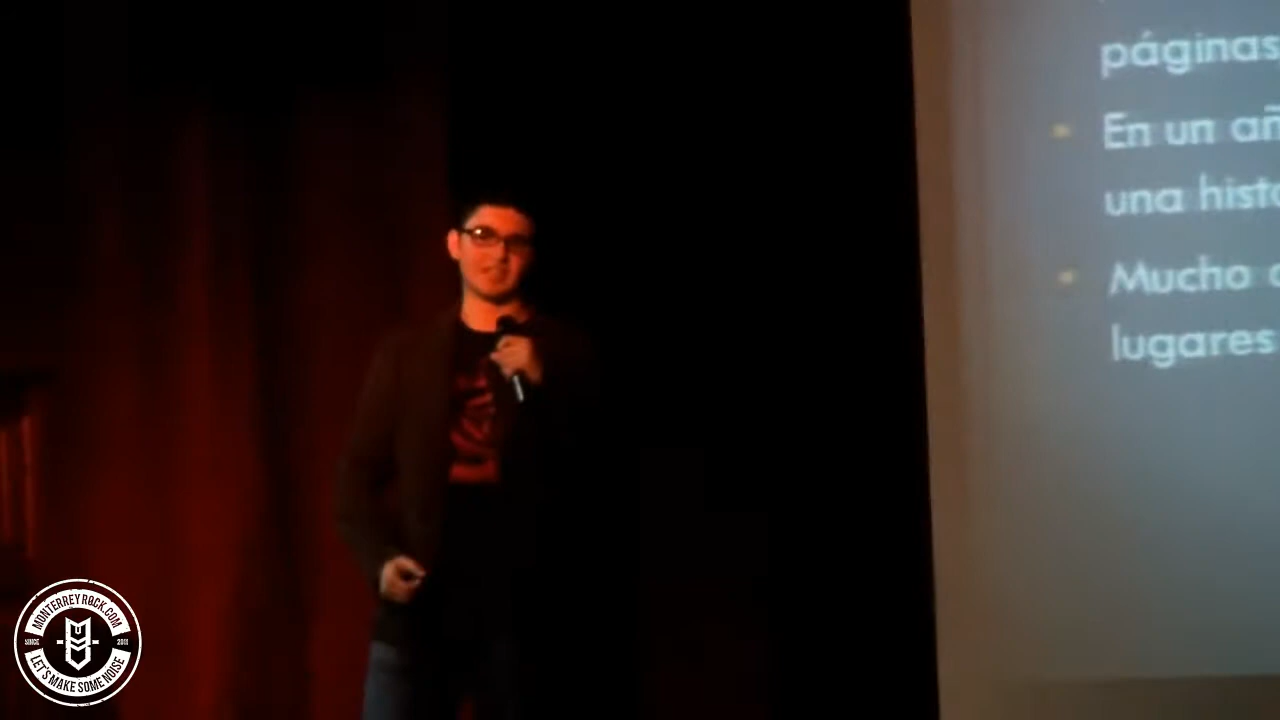 páginas
En un añ
una histo
Mucho
lugares
MONTERREYROCK.COM
SINCE 2011
LET'S MAKE SOME NOISE